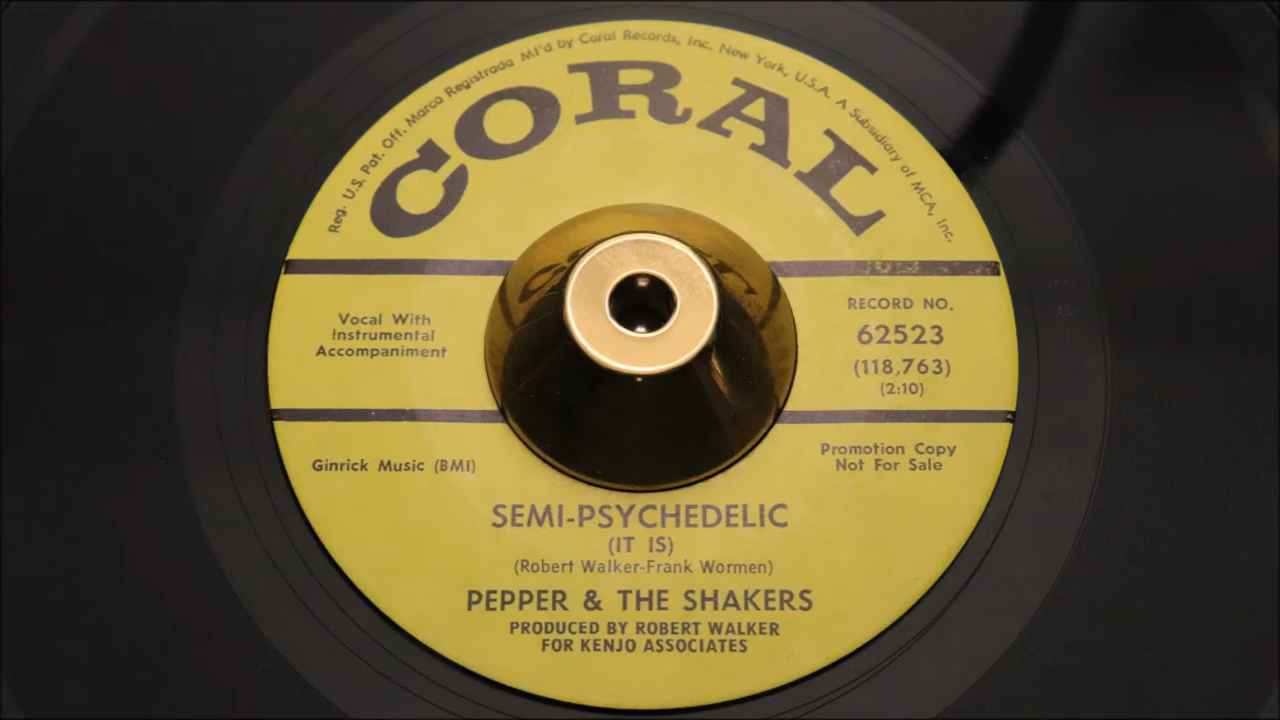 Reg. U.S. Pat. Off. Marca Registrada Mf'd by Coral Records, Inc. New York, U.S.A. A Subsidiary of MCA, Inc.
CORAL
Vocal With
Instrumental
Accompaniment
RECORD NO.
62523
(118,763)
(2:10)
Ginrick Music (BMI)
Promotion Copy
Not For Sale
SEMI-PSYCHEDELIC
(IT IS)
(Robert Walker-Frank Wormen)
PEPPER & THE SHAKERS
PRODUCED BY ROBERT WALKER
FOR KENJO ASSOCIATES